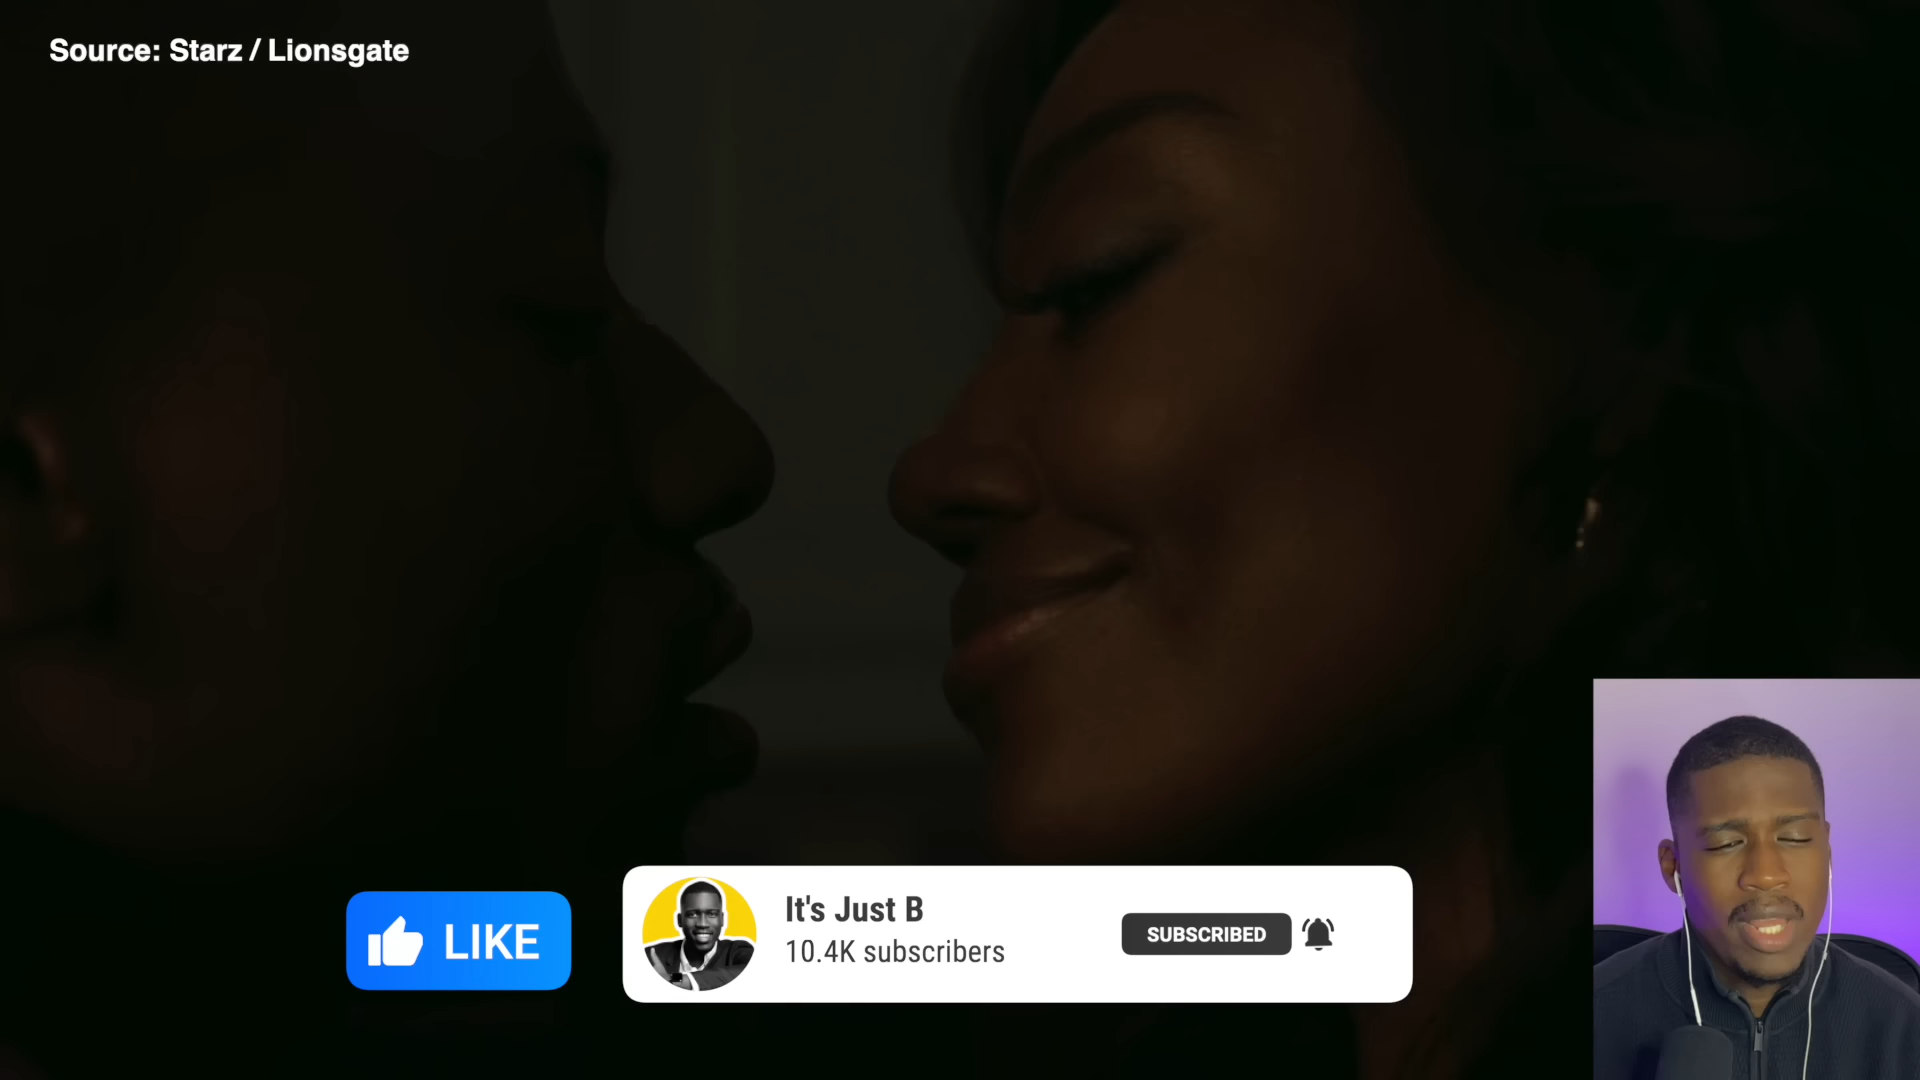 Source: Starz / Lionsgate
LIKE
It's Just B
10.4K subscribers
SUBSCRIBED